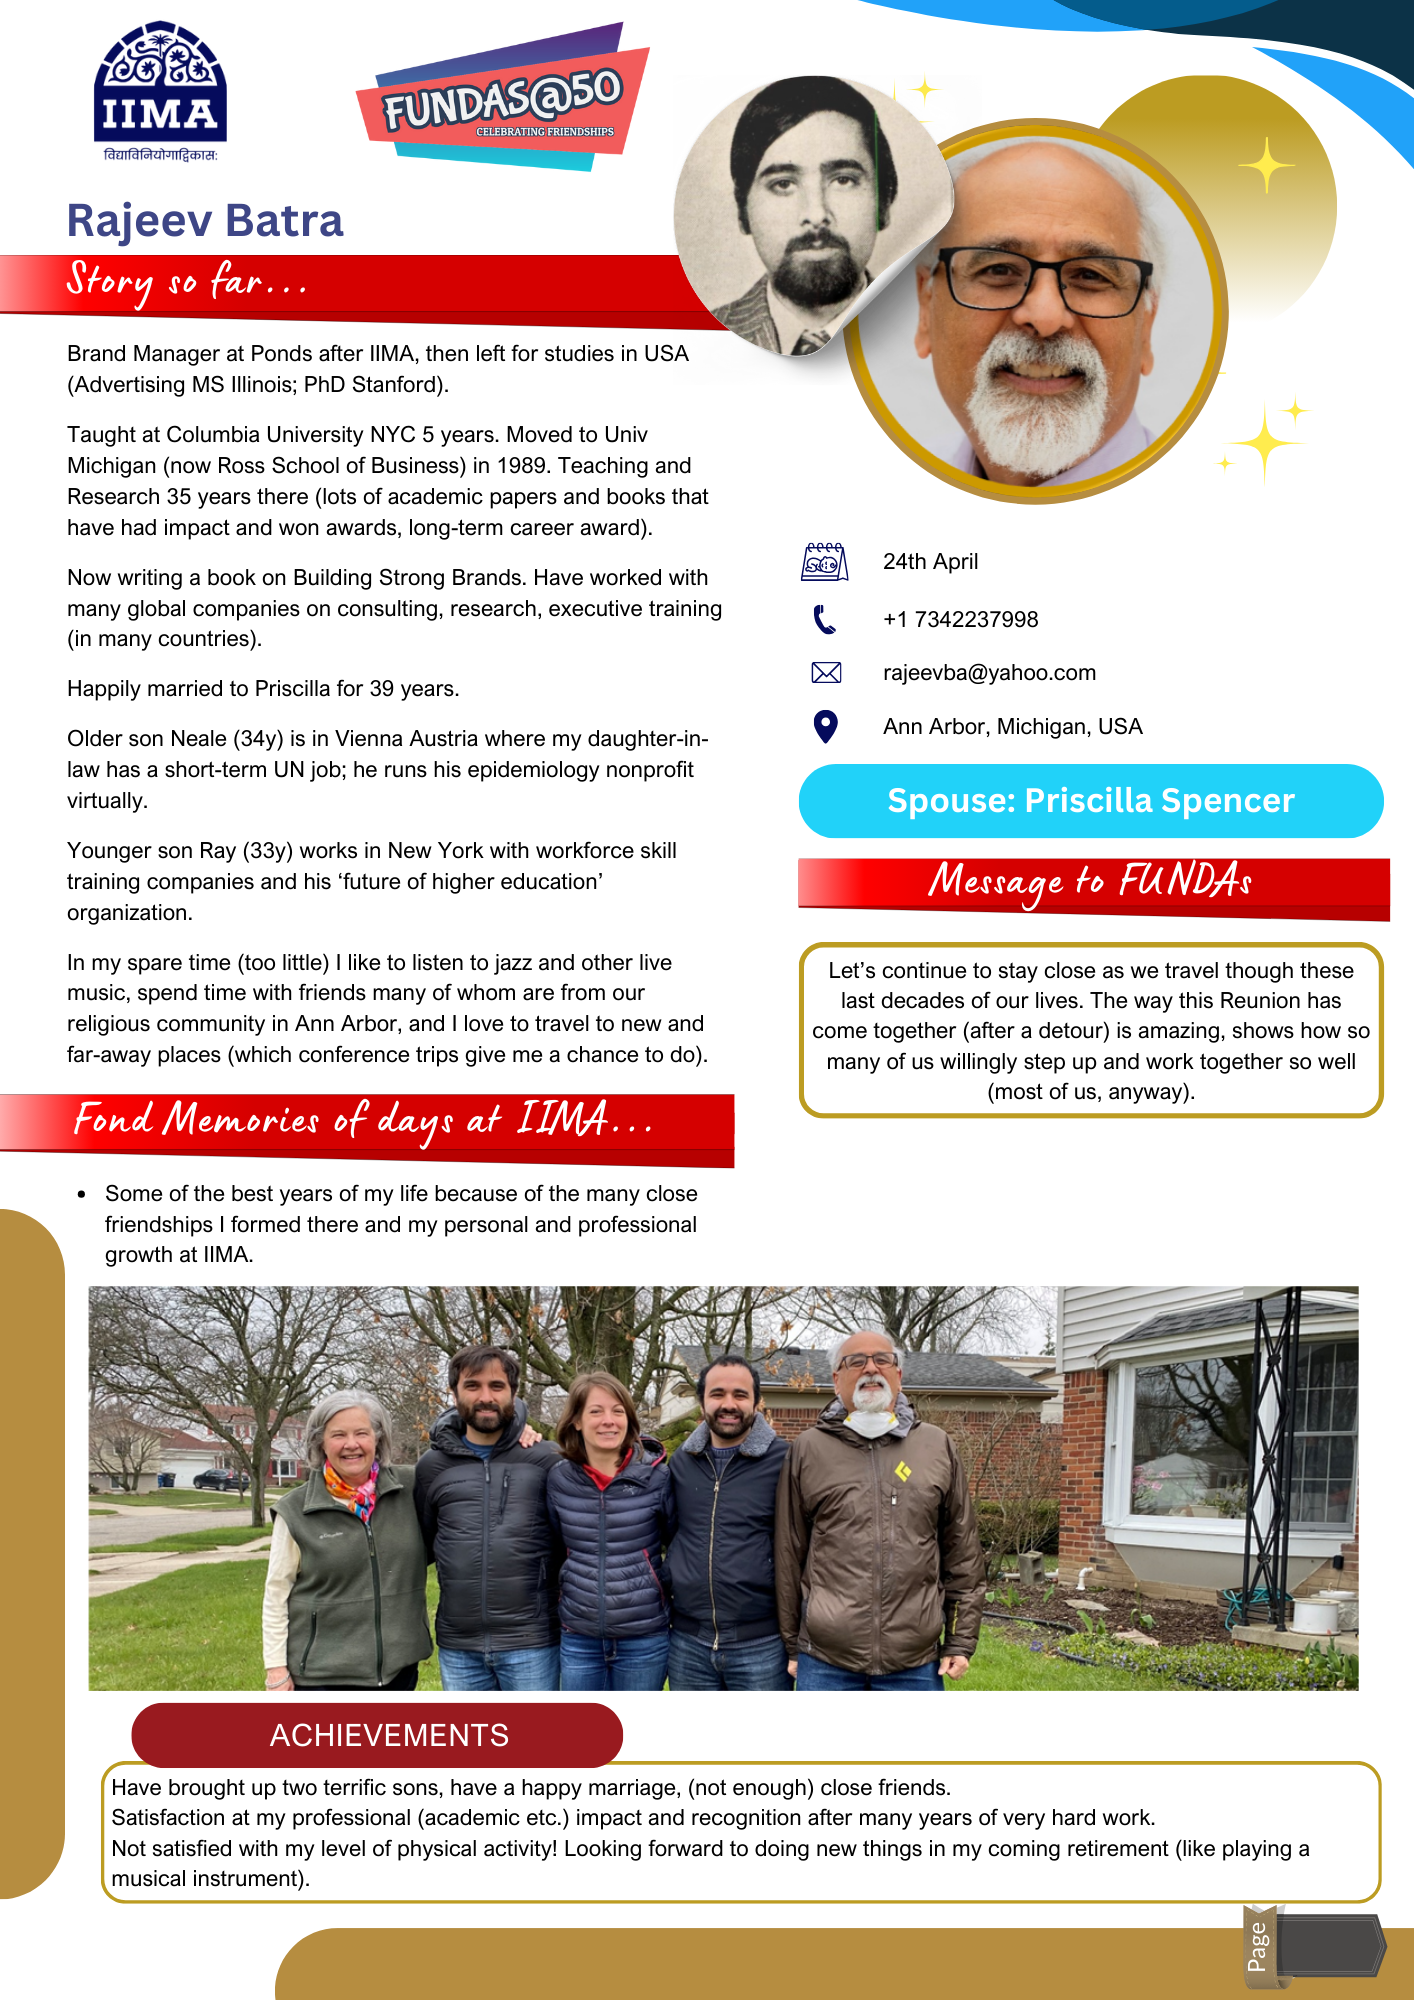 IIMA
विद्याविनियोगाद्विकास:
FUNDAS@50
CELEBRATING FRIENDSHIPS
Rajeev Batra
Story so far...
Brand Manager at Ponds after IIMA, then left for studies in USA
(Advertising MS Illinois; PhD Stanford).
Taught at Columbia University NYC 5 years. Moved to Univ
Michigan (now Ross School of Business) in 1989. Teaching and
Research 35 years there (lots of academic papers and books that
have had impact and won awards, long-term career award).
Now writing a book on Building Strong Brands. Have worked with
many global companies on consulting, research, executive training
(in many countries).
Happily married to Priscilla for 39 years.
Older son Neale (34y) is in Vienna Austria where my daughter-in-
law has a short-term UN job; he runs his epidemiology nonprofit
virtually.
Younger son Ray (33y) works in New York with workforce skill
training companies and his ‘future of higher education’
organization.
In my spare time (too little) I like to listen to jazz and other live
music, spend time with friends many of whom are from our
religious community in Ann Arbor, and I love to travel to new and
far-away places (which conference trips give me a chance to do).
Fond Memories of days at IIMA...
• Some of the best years of my life because of the many close
friendships I formed there and my personal and professional
growth at IIMA.
24th April
+1 7342237998
rajeevba@yahoo.com
Ann Arbor, Michigan, USA
Spouse: Priscilla Spencer
Message to FUNDAs
Let’s continue to stay close as we travel though these
last decades of our lives. The way this Reunion has
come together (after a detour) is amazing, shows how so
many of us willingly step up and work together so well
(most of us, anyway).
ACHIEVEMENTS
Have brought up two terrific sons, have a happy marriage, (not enough) close friends.
Satisfaction at my professional (academic etc.) impact and recognition after many years of very hard work.
Not satisfied with my level of physical activity! Looking forward to doing new things in my coming retirement (like playing a
musical instrument).
Page